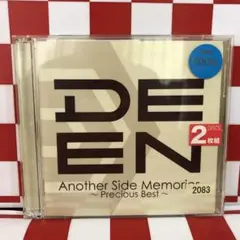 DE
EN
2
枚組
Another Side Memories
~ Precious Best ~
2083